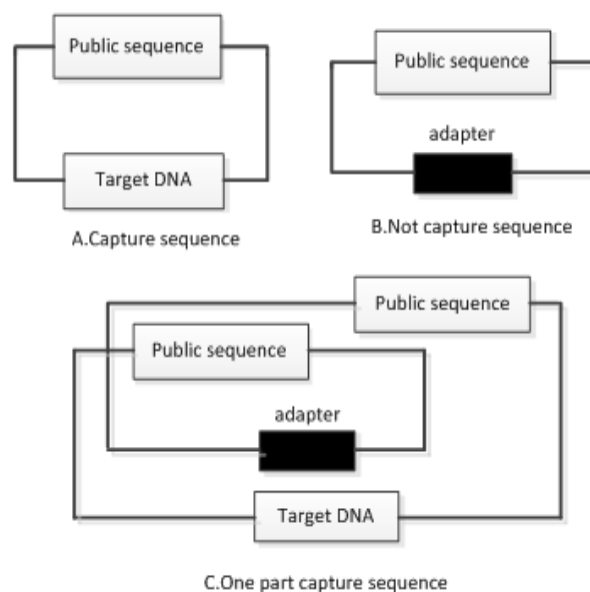 Public sequence
Target DNA
A.Capture sequence
Public sequence
adapter
B.Not capture sequence
Public sequence
Public sequence
adapter
Target DNA
C.One part capture sequence